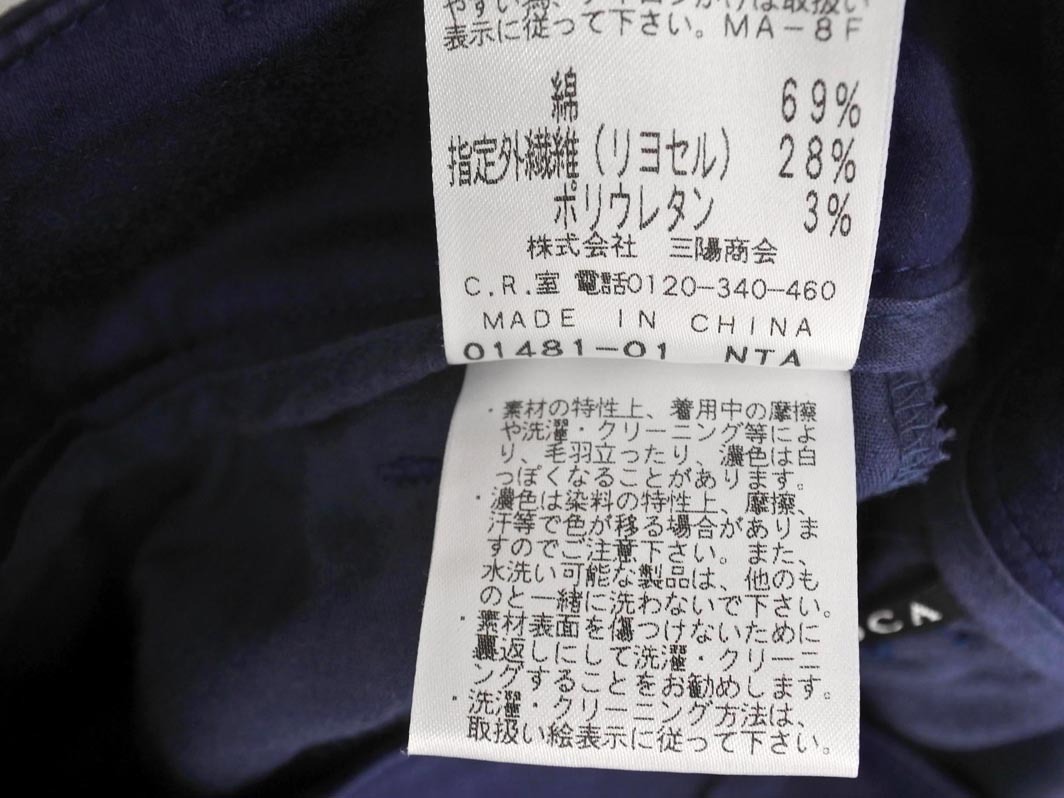 表示に従って下さい。MA-8F
綿 69%
指定外繊維(リヨセル) 28%
ポリウレタン 3%
株式会社 三陽商会
C.R.室 電話0120-340-460
MADE IN CHINA
01481-01 NTA
・素材の特性上、着用中の摩擦
や洗濯・クリーニング等によ
り、毛羽立ったり、濃色は白
っぽくなることがあります。
・濃色は染料の特性上、摩擦、
汗等で色が移る場合がありま
すのでご注意下さい。また、
水洗い可能な製品は、他のも
のと一緒に洗わないで下さい。
・素材表面を傷つけないために
裏返しにして洗濯・クリーニ
ングすることをお勧めします。
・洗濯・クリーニング方法は、
取扱い絵表示に従って下さい。